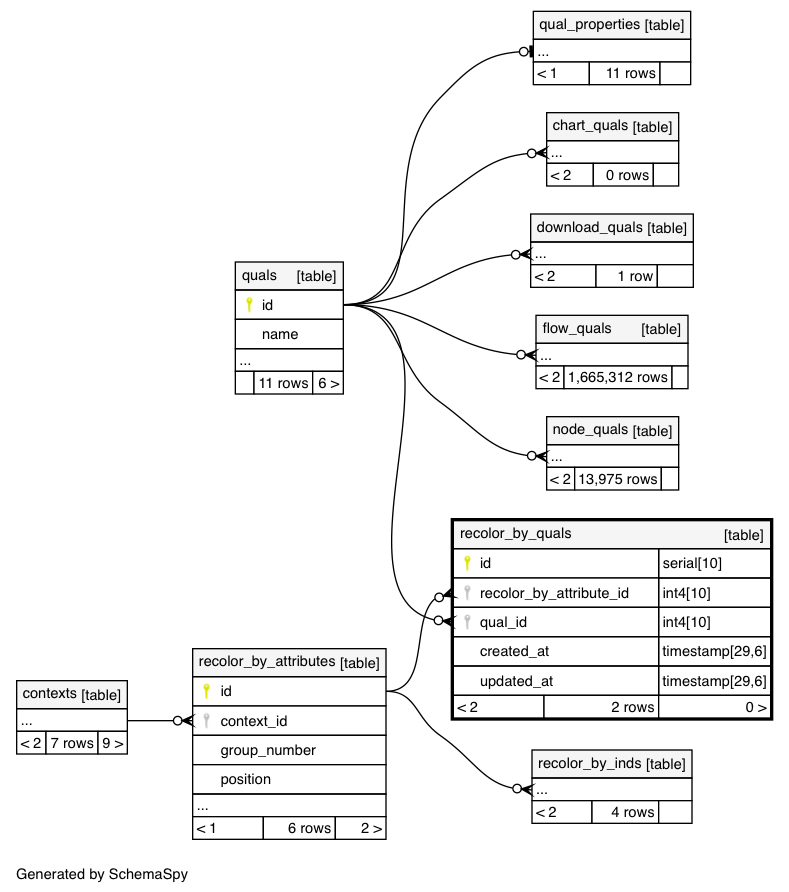 qual_properties [table]
...
< 1 11 rows
chart_quals [table]
...
< 2 0 rows
download_quals [table]
...
< 2 1 row
quals [table]
id
name
...
11 rows 6 >
flow_quals [table]
...
< 2 1,665,312 rows
node_quals [table]
...
< 2 13,975 rows
recolor_by_quals [table]
id serial[10]
recolor_by_attribute_id int4[10]
qual_id int4[10]
created_at timestamp[29,6]
updated_at timestamp[29,6]
< 2 2 rows 0 >
recolor_by_attributes [table]
id
context_id
group_number
position
...
< 1 6 rows 2 >
contexts [table]
...
< 2 7 rows 9 >
recolor_by_inds [table]
...
< 2 4 rows
Generated by SchemaSpy